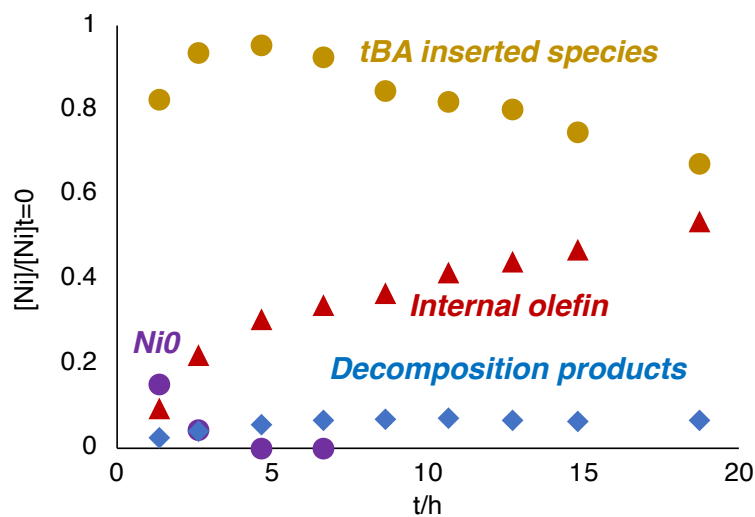 1
tBA inserted species
0.8
0.6
[Ni]/[Ni]t=0
0.4
Internal olefin
Ni0
Decomposition products
0.2
0
0 5 10 15 20
t/h